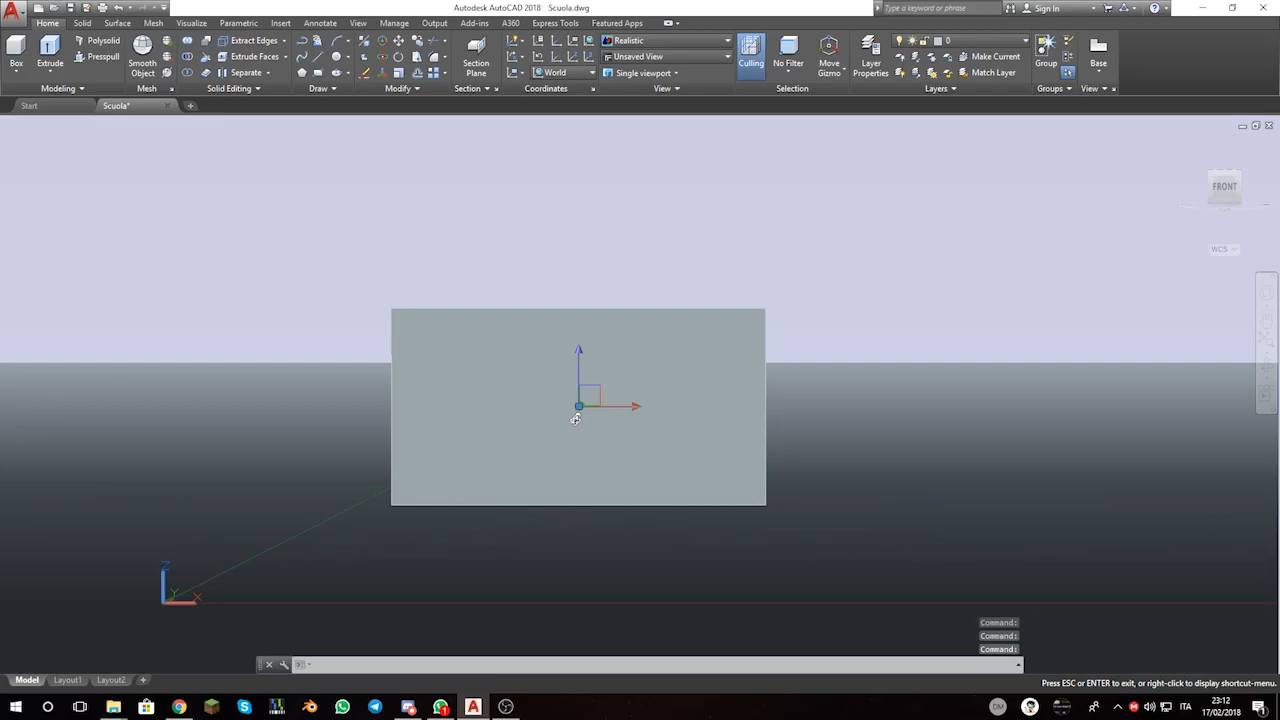 Autodesk AutoCAD 2018   Scuola.dwg
Type a keyword or phrase
Sign In
Home
Solid
Surface
Mesh
Visualize
Parametric
Insert
Annotate
View
Manage
Output
Add-ins
A360
Express Tools
Featured Apps
Box
Extrude
Polysolid
Presspull
Smooth
Object
Extract Edges
Extrude Faces
Separate
Section
Plane
World
Realistic
Unsaved View
Single viewport
Culling
No Filter
Move
Gizmo
Layer
Properties
0
Make Current
Match Layer
Group
Base
Modeling
Mesh
Solid Editing
Draw
Modify
Section
Coordinates
View
Selection
Layers
Groups
View
Start
Scuola*
FRONT
WCS
Z
Y
X
Command:
Command:
Command:
Model
Layout1
Layout2
Press ESC or ENTER to exit, or right-click to display shortcut-menu.
DM
ITA
23:12
17/02/2018